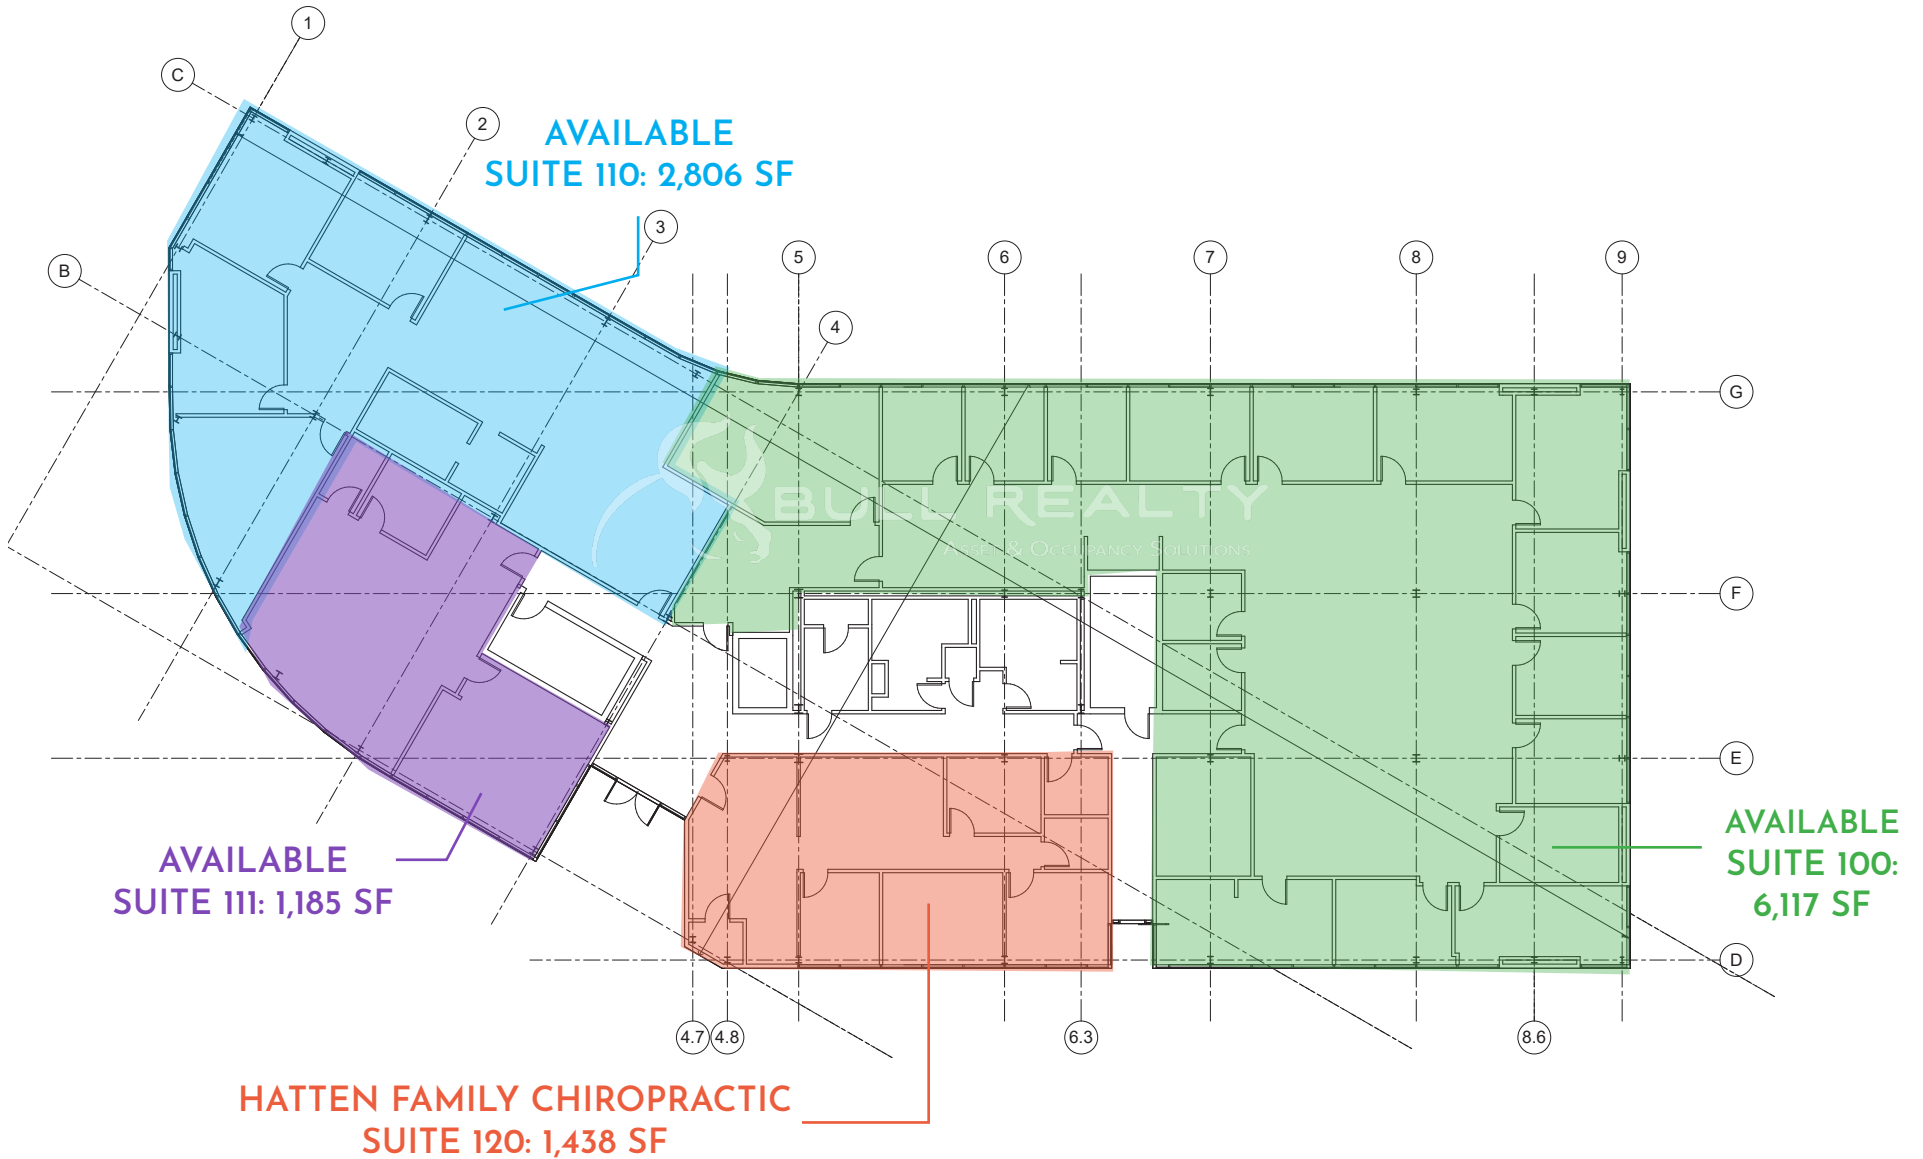 1
C
2
AVAILABLE
SUITE 110: 2,806 SF
3
B
5
6
7
8
9
4
G
BULL REALTY
ASSET & OCCUPANCY SOLUTIONS
F
E
AVAILABLE
SUITE 100:
6,117 SF
AVAILABLE
SUITE 111: 1,185 SF
D
4.7
4.8
6.3
8.6
HATTEN FAMILY CHIROPRACTIC
SUITE 120: 1,438 SF